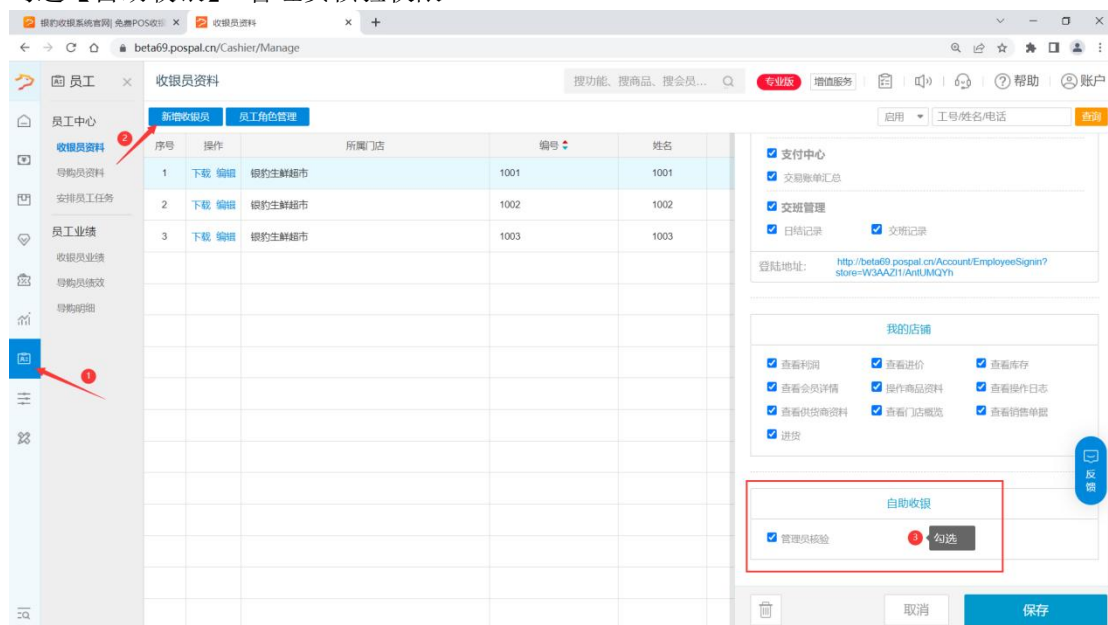 银豹收银系统官网| 免费POS收银
收银员资料
beta69.pospal.cn/Cashier/Manage
员工
收银员资料
搜功能、搜商品、搜会员...
专业版
增值服务
帮助
账户
员工中心
收银员资料
导购员资料
安排员工任务
员工业绩
收银员业绩
导购员绩效
导购明细
新增收银员
员工角色管理
启用
工号/姓名/电话
查询
序号 操作 所属门店 编号 姓名
1 下载 编辑 银豹生鲜超市 1001 1001
2 下载 编辑 银豹生鲜超市 1002 1002
3 下载 编辑 银豹生鲜超市 1003 1003
支付中心
交易账单汇总
交班管理
日结记录 交班记录
登陆地址: http://beta69.pospal.cn/Account/EmployeeSignin?
store=W3AAZI1/AntUMQYh
我的店铺
查看利润 查看进价 查看库存
查看会员详情 操作商品资料 查看操作日志
查看供货商资料 查看门店概览 查看销售单据
进货
自助收银
管理员核验
3 勾选
取消
保存
反馈
1
2